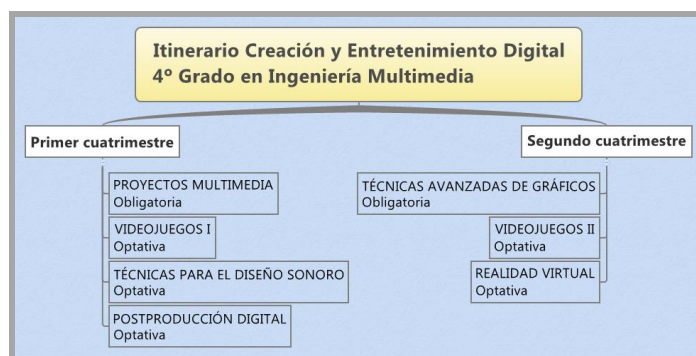 Itinerario Creación y Entretenimiento Digital
4º Grado en Ingeniería Multimedia
Primer cuatrimestre
PROYECTOS MULTIMEDIA
Obligatoria
VIDEOJUEGOS I
Optativa
TÉCNICAS PARA EL DISEÑO SONORO
Optativa
POSTPRODUCCIÓN DIGITAL
Optativa
Segundo cuatrimestre
TÉCNICAS AVANZADAS DE GRÁFICOS
Obligatoria
VIDEOJUEGOS II
Optativa
REALIDAD VIRTUAL
Optativa